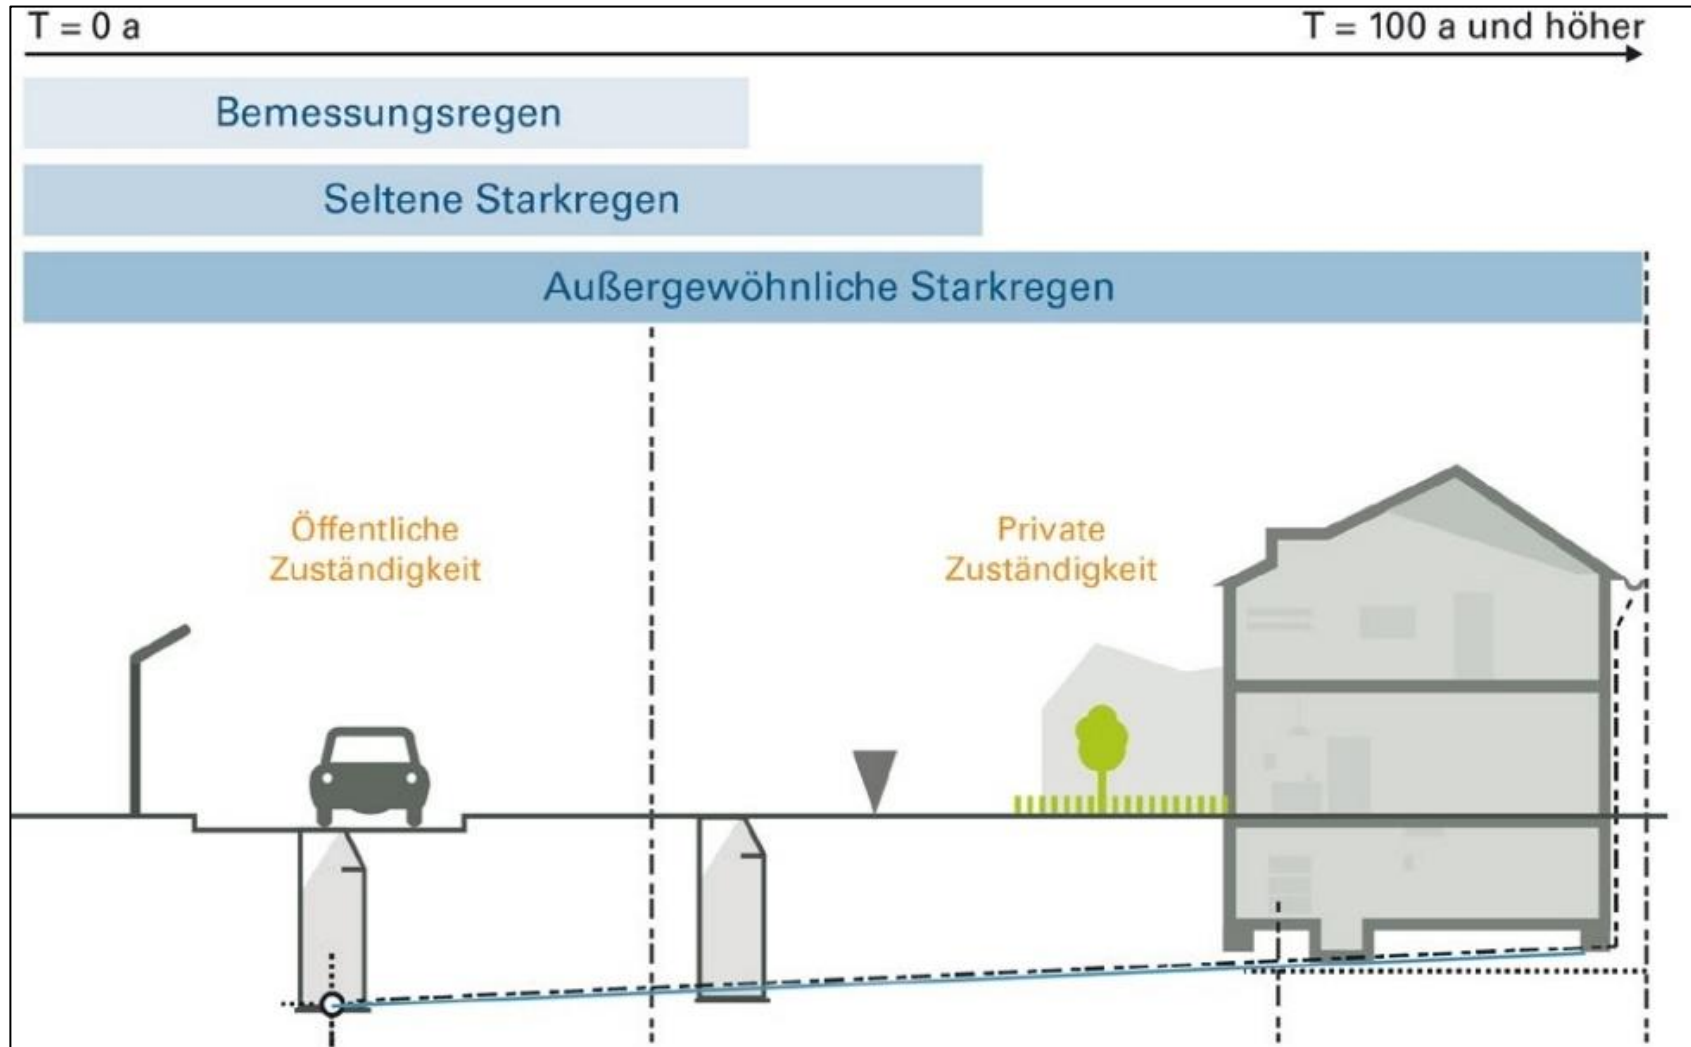 T = 0 a
T = 100 a und höher
Bemessungsregen
Seltene Starkregen
Außergewöhnliche Starkregen
Öffentliche
Zuständigkeit
Private
Zuständigkeit